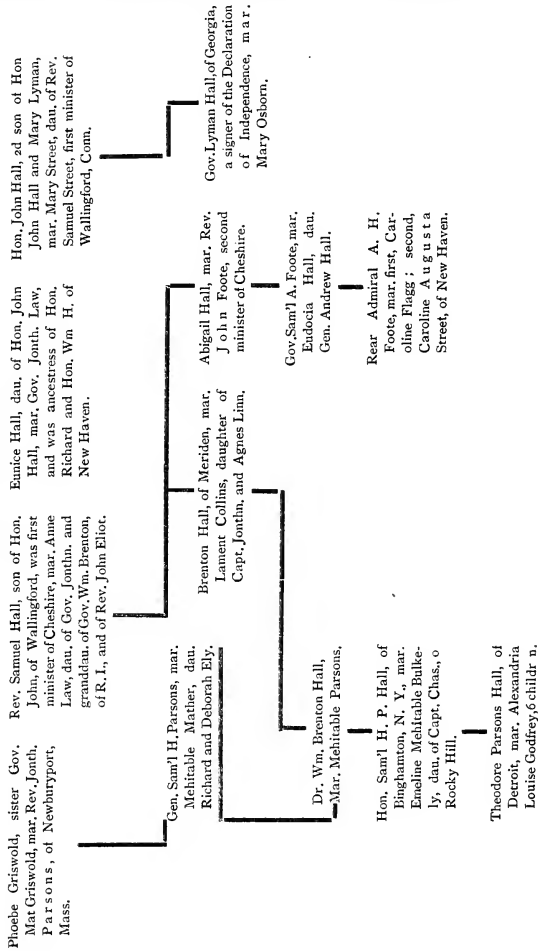 Phoebe Griswold, sister Gov.
Mat Griswold, mar. Rev. Jonth.
Parsons, of Newburyport,
Mass.
Rev. Samuel Hall, son of Hon.
John, of Wallingford, was first
minister of Cheshire, mar. Anne
Law, dau. of Gov. Jonthn. and
granddau. of Gov. Wm. Brenton,
of R. I., and of Rev. John Eliot.
Eunice Hall, dau. of Hon. John
Hall, mar. Gov. Jonth. Law,
and was ancestress of Hon.
Richard and Hon. Wm H. of
New Haven.
Hon. John Hall, 2d son of Hon
John Hall and Mary Lyman,
mar. Mary Street, dau. of Rev.
Samuel Street, first minister of
Wallingford, Conn.
Gen. Sam'l H. Parsons, mar.
Mehitable Mather, dau.
Richard and Deborah Ely.
Brenton Hall, of Meriden, mar.
Lament Collins, daughter of
Capt. Jonthn. and Agnes Linn.
Abigail Hall, mar. Rev.
John Foote, second
minister of Cheshire.
Gov. Lyman Hall, of Georgia,
a signer of the Declaration
of Independence, mar.
Mary Osborn.
Gov. Sam'l A. Foote, mar.
Eudocia Hall, dau.
Gen. Andrew Hall.
Dr. Wm. Brenton Hall,
Mar. Mehitable Parsons,
Rear Admiral A. H.
Foote, mar. first, Car-
oline Flagg; second,
Caroline Augusta
Street, of New Haven.
Hon. Sam'l H. P. Hall, of
Binghamton, N. Y., mar.
Emeline Mehitable Bulke-
ly, dau. of Capt. Chas., o
Rocky Hill.
Theodore Parsons Hall, of
Detroit, mar. Alexandria
Louise Godfrey, 6 childr n.